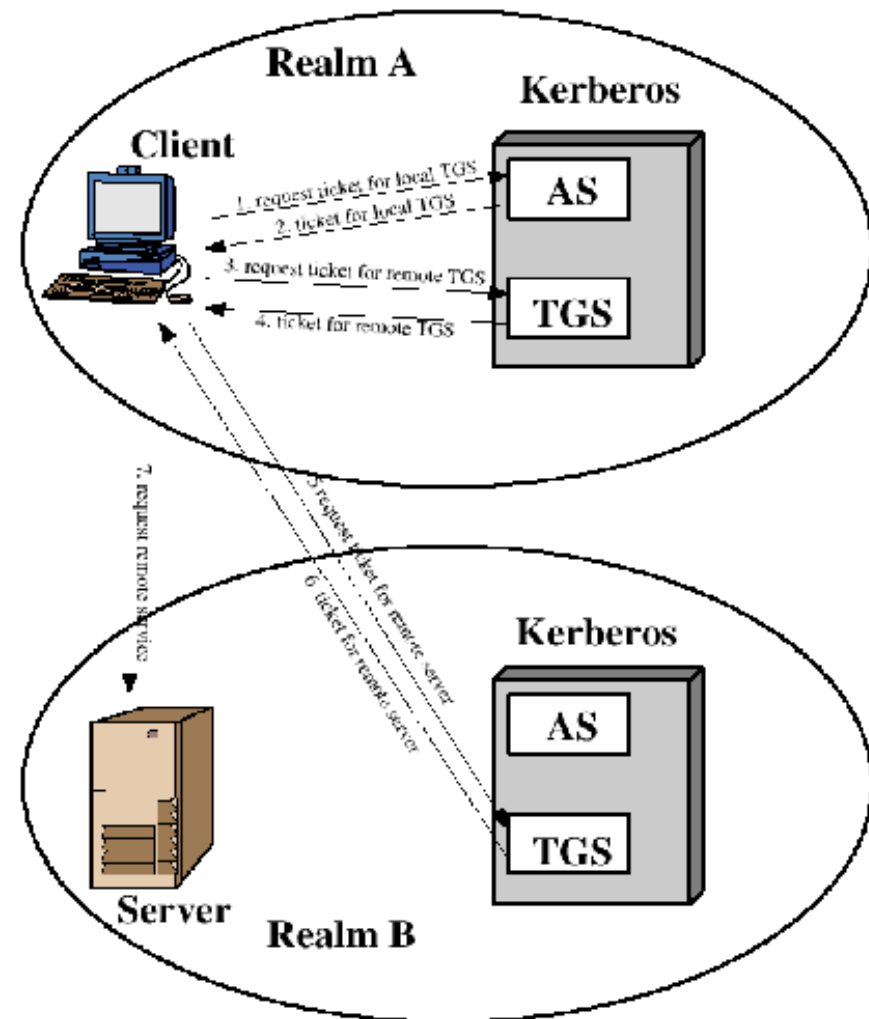 Realm A
Kerberos
Client
1. request ticket for local TGS
AS
2. ticket for local TGS
3. request ticket for remote TGS
TGS
4. ticket for remote TGS
7. request remote service
5 request ticket for remote server
6. ticket for remote server
Kerberos
AS
TGS
Server
Realm B